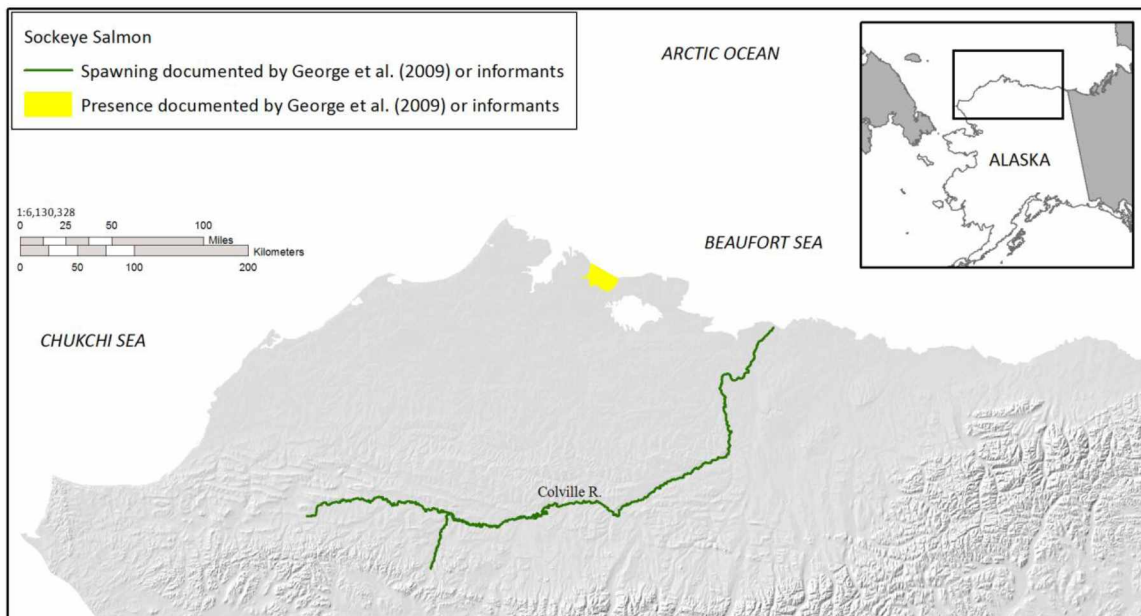 Sockeye Salmon
Spawning documented by George et al. (2009) or informants
Presence documented by George et al. (2009) or informants
ARCTIC OCEAN
ALASKA
1:6,130,328
0 25 50 100
Miles
Kilometers
0 50 100 200
BEAUFORT SEA
CHUKCHI SEA
Colville R.